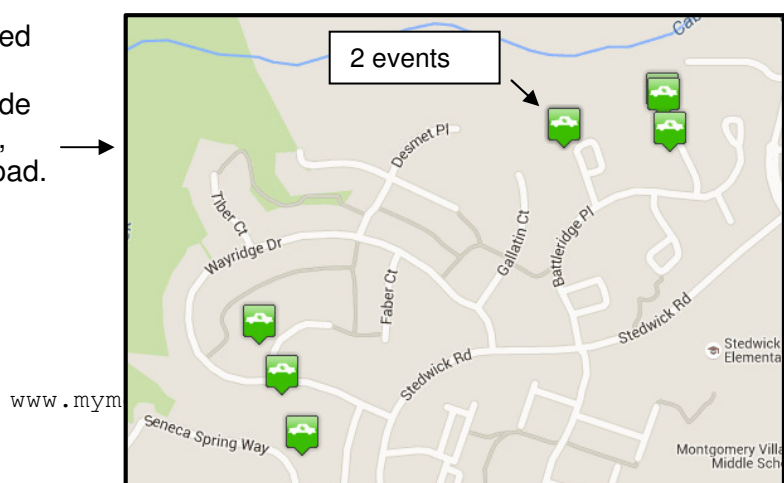 ed
de
,
oad.
www.mym
2 events
Desmet Pl
Tiber Ct
Wayridge Dr
Gallatin Ct
Battleridge Pl
Faber Ct
Stedwick Rd
Stedwick Rd
Stedwick
Elementa
Seneca Spring Way
Montgomery Villa
Middle Sch